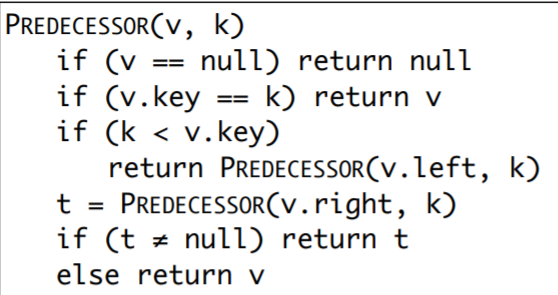 PREDECESSOR(v, k)
if (v == null) return null
if (v.key == k) return v
if (k < v.key)
return PREDECESSOR(v.left, k)
t = PREDECESSOR(v.right, k)
if (t ≠ null) return t
else return v